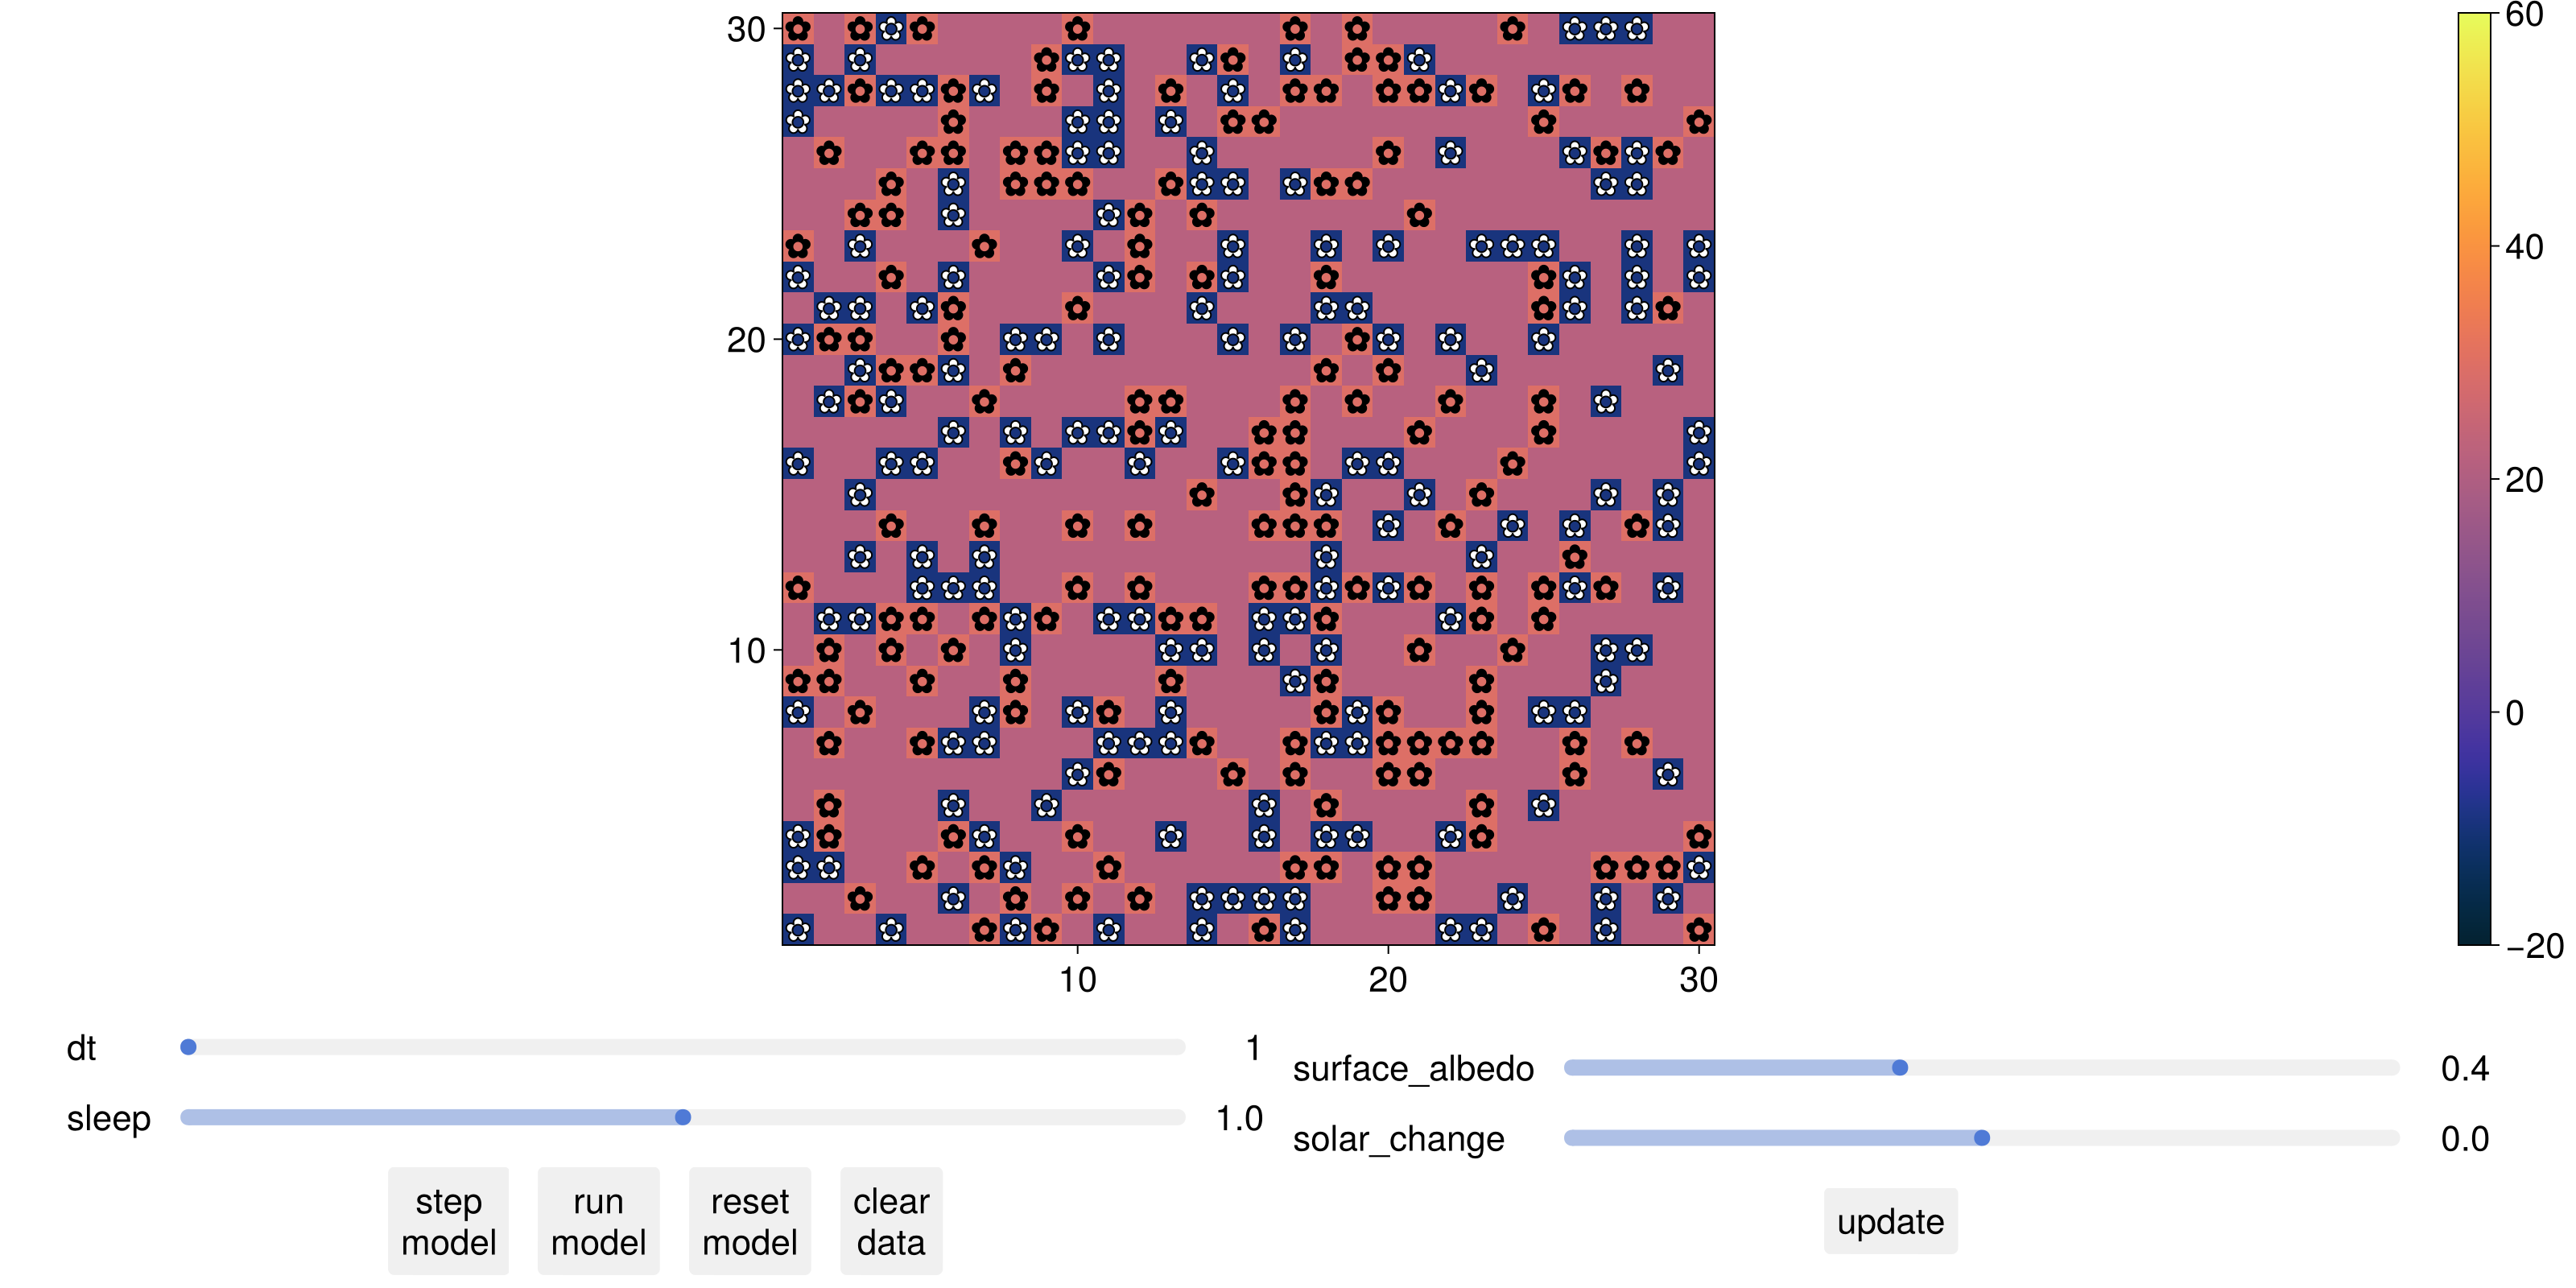 30
20
10
10
20
30
60
40
20
0
−20
dt
1
sleep
1.0
surface_albedo
0.4
solar_change
0.0
step
model
run
model
reset
model
clear
data
update